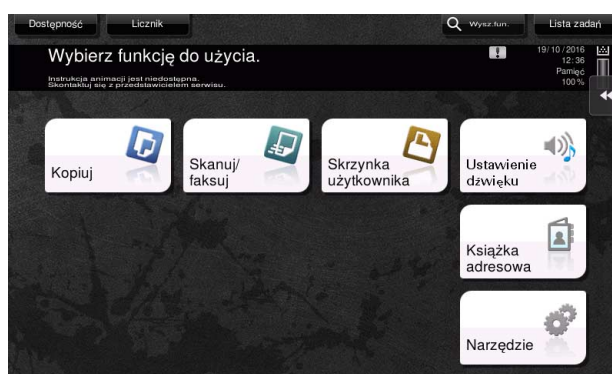 Dostępność
Licznik
Wysz.fun.
Lista zadań
Wybierz funkcję do użycia.
Instrukcja animacji jest niedostępna.
Skontaktuj się z przedstawicielem serwisu.
19/10/2016
12:36
Pamięć
100%
Kopiuj
Skanuj/
faksuj
Skrzynka
użytkownika
Ustawienie
dźwięku
Książka
adresowa
Narzędzie